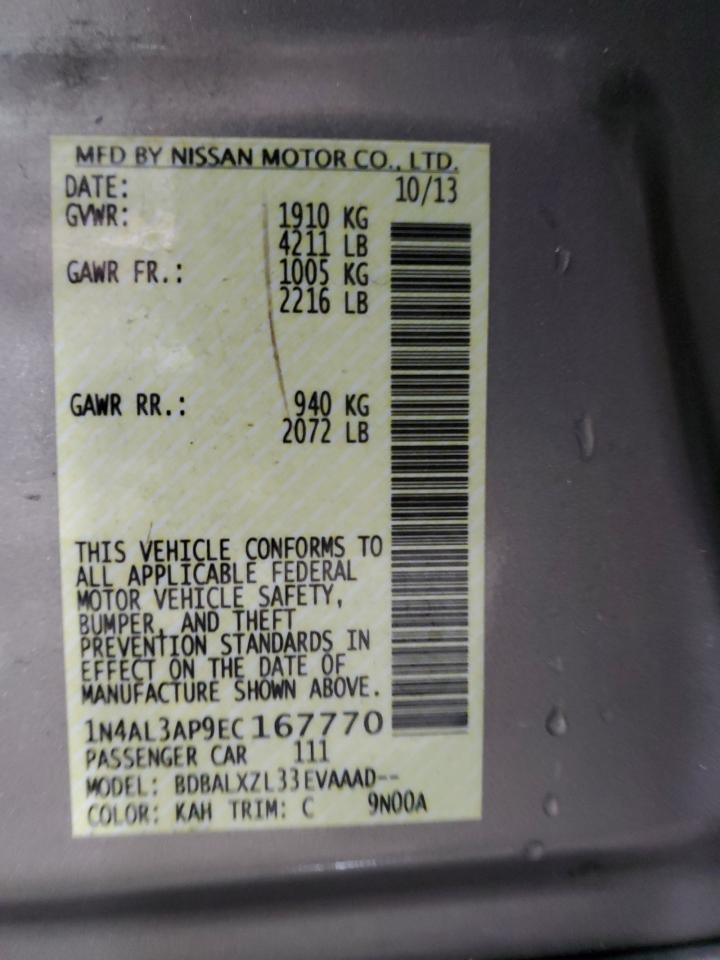 MFD BY NISSAN MOTOR CO., LTD.
DATE: 10/13
GVWR: 1910 KG
4211 LB
GAWR FR.: 1005 KG
2216 LB
GAWR RR.: 940 KG
2072 LB
THIS VEHICLE CONFORMS TO
ALL APPLICABLE FEDERAL
MOTOR VEHICLE SAFETY,
BUMPER, AND THEFT
PREVENTION STANDARDS IN
EFFECT ON THE DATE OF
MANUFACTURE SHOWN ABOVE.
1N4AL3AP9EC167770
PASSENGER CAR 111
MODEL: BDBALXZL33EVAAAD--
COLOR: KAH TRIM: C 9N00A